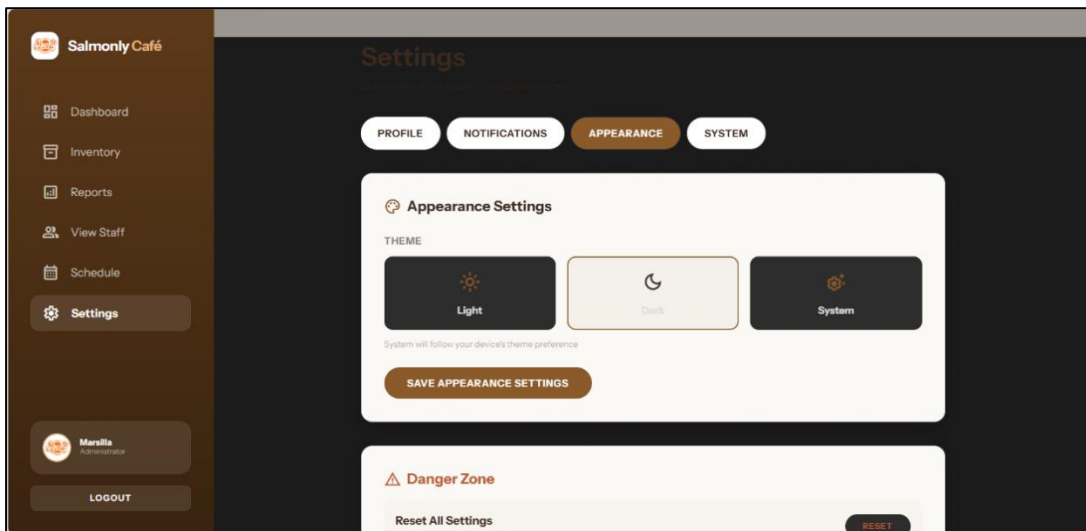 Salmonly Café
Dashboard
Inventory
Reports
View Staff
Schedule
Settings
Marsilla
Administrator
LOGOUT
Settings
PROFILE
NOTIFICATIONS
APPEARANCE
SYSTEM
Appearance Settings
THEME
Light
Dark
System
System will follow your device's theme preference
SAVE APPEARANCE SETTINGS
Danger Zone
Reset All Settings
RESET